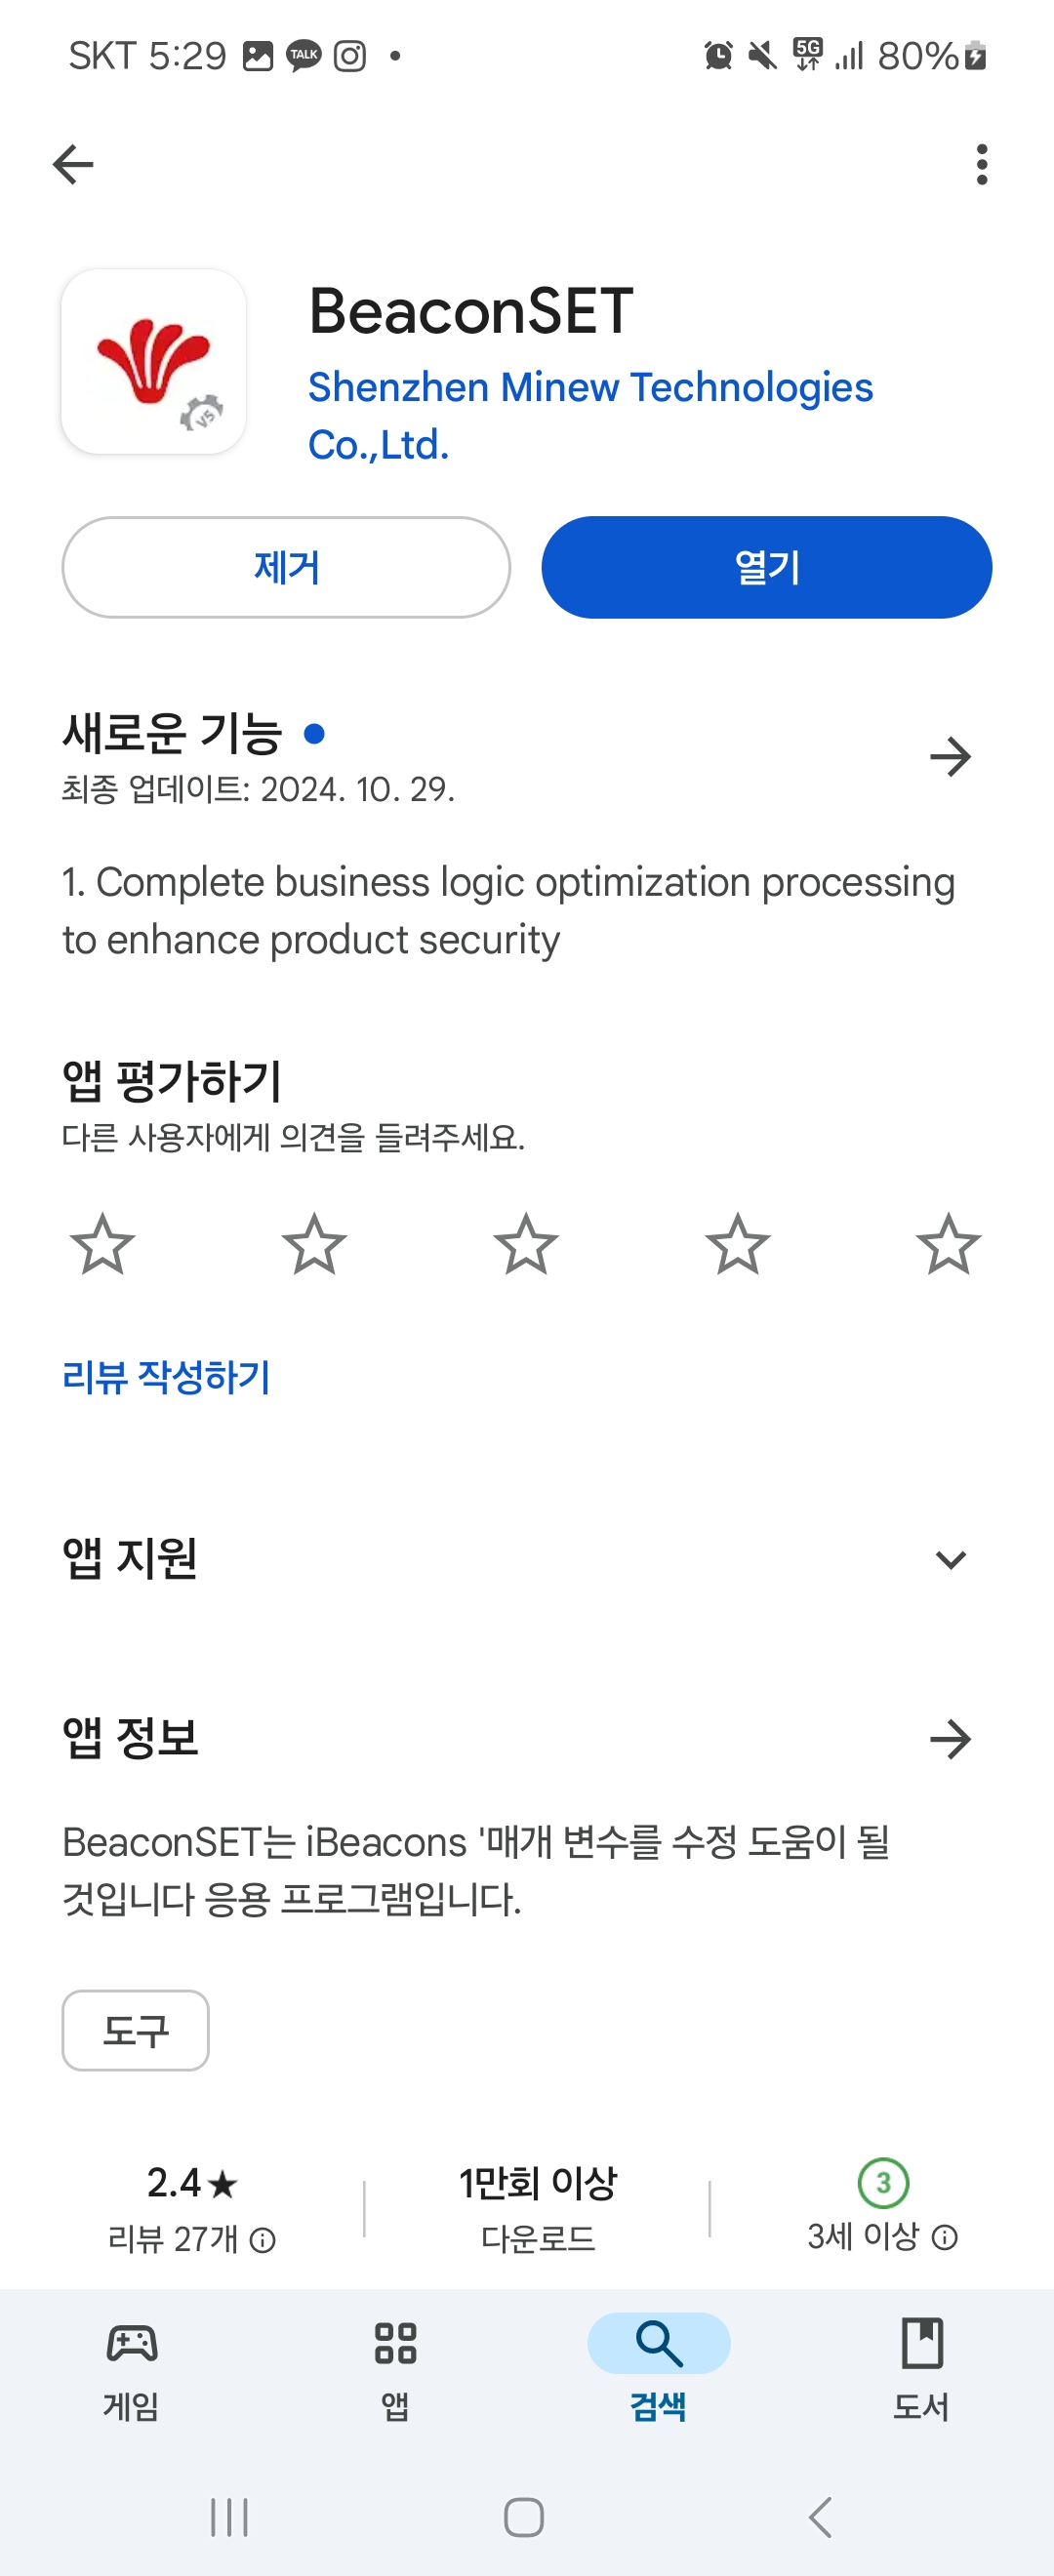 SKT 5:29 TALK 5G 80%
BeaconSET
Shenzhen Minew Technologies
Co.,Ltd.
V5
제거 열기
새로운 기능
최종 업데이트: 2024. 10. 29.
1. Complete business logic optimization processing
to enhance product security
앱 평가하기
다른 사용자에게 의견을 들려주세요.
리뷰 작성하기
앱 지원
앱 정보
BeaconSET는 iBeacons '매개 변수를 수정 도움이 될
것입니다 응용 프로그램입니다.
도구
2.4★ 1만회 이상 3
리뷰 27개 다운로드 3세 이상
게임 앱 검색 도서